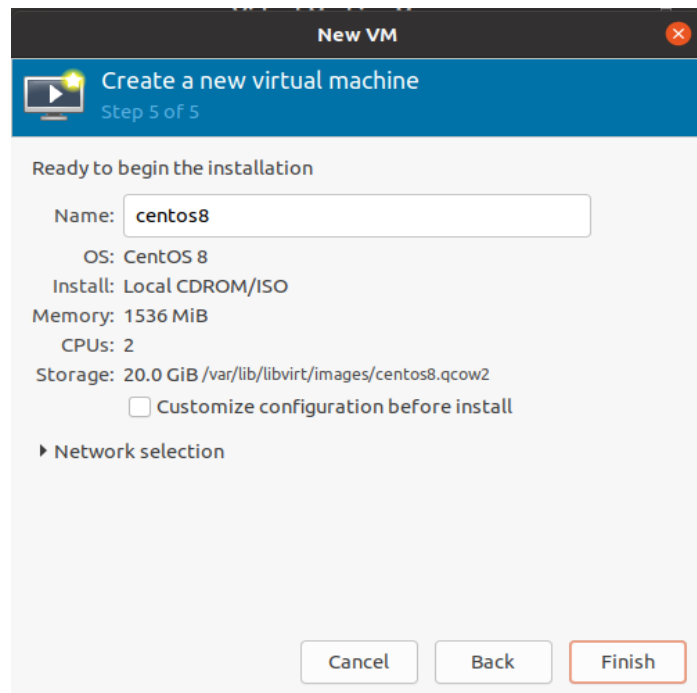 New VM
Create a new virtual machine
Step 5 of 5
Ready to begin the installation
Name: centos8
OS: CentOS 8
Install: Local CDROM/ISO
Memory: 1536 MiB
CPUs: 2
Storage: 20.0 GiB /var/lib/libvirt/images/centos8.qcow2
Customize configuration before install
Network selection
Cancel Back Finish